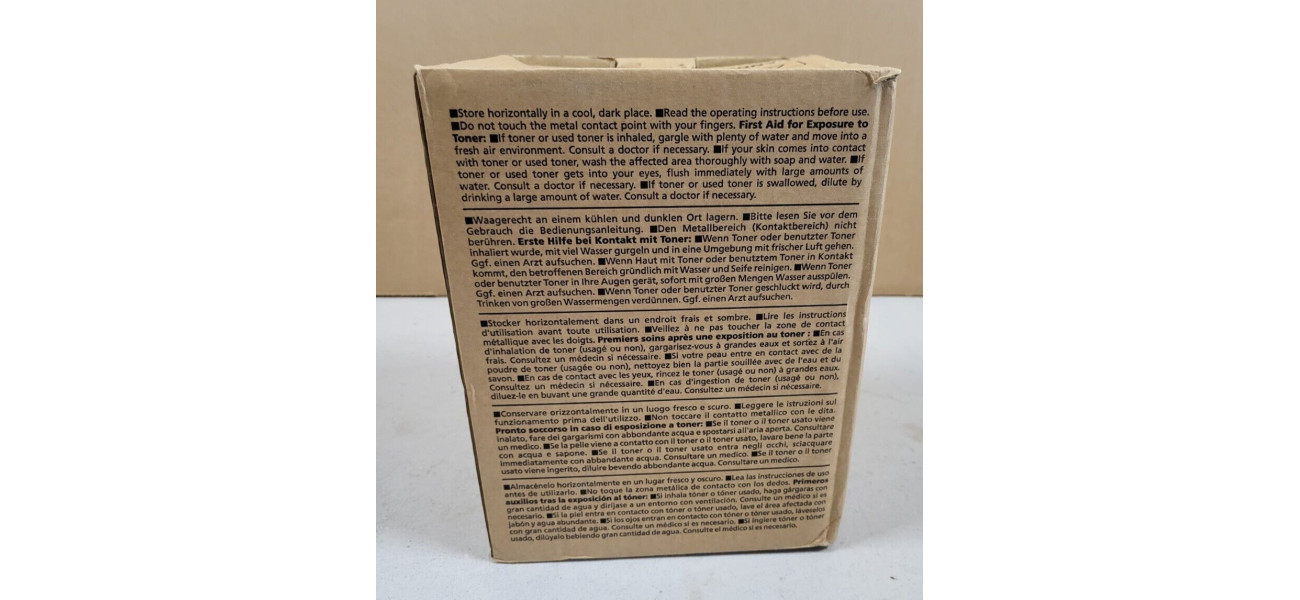 ■Store horizontally in a cool, dark place. ■Read the operating instructions before use.
■Do not touch the metal contact point with your fingers. First Aid for Exposure to
Toner: ■If toner or used toner is inhaled, gargle with plenty of water and move into a
fresh air environment. Consult a doctor if necessary. ■If your skin comes into contact
with toner or used toner, wash the affected area thoroughly with soap and water. ■If
toner or used toner gets into your eyes, flush immediately with large amounts of
water. Consult a doctor if necessary. ■If toner or used toner is swallowed, dilute by
drinking a large amount of water. Consult a doctor if necessary.
■Waagerecht an einem kühlen und dunklen Ort lagern. ■Bitte lesen Sie vor dem
Gebrauch die Bedienungsanleitung. ■Den Metallbereich (Kontaktbereich) nicht
berühren. Erste Hilfe bei Kontakt mit Toner: ■Wenn Toner oder benutzter Toner
inhaliert wurde, mit viel Wasser gurgeln und in eine Umgebung mit frischer Luft gehen.
Ggf. einen Arzt aufsuchen. ■Wenn Haut mit Toner oder benutztem Toner in Kontakt
kommt, den betroffenen Bereich gründlich mit Wasser und Seife reinigen. ■Wenn Toner
oder benutzter Toner in Ihre Augen gerät, sofort mit großen Mengen Wasser ausspülen.
Ggf. einen Arzt aufsuchen. ■Wenn Toner oder benutzter Toner geschluckt wird, durch
Trinken von großen Wassermengen verdünnen. Ggf. einen Arzt aufsuchen.
■Stocker horizontalement dans un endroit frais et sombre. ■Lire les instructions
d'utilisation avant toute utilisation. ■Veillez à ne pas toucher la zone de contact
métallique avec les doigts. Premiers soins après une exposition au toner : ■En cas
d'inhalation de toner (usagé ou non), gargarisez-vous à grandes eaux et sortez à l'air
frais. Consultez un médecin si nécessaire. ■Si votre peau entre en contact avec de la
poudre de toner (usagée ou non), nettoyez bien la partie souillée avec de l'eau et du
savon. ■En cas de contact avec les yeux, rincez le toner (usagé ou non) à grandes eaux.
Consultez un médecin si nécessaire. ■En cas d'ingestion de toner (usagé ou non),
diluez-le en buvant une grande quantité d'eau. Consultez un médecin si nécessaire.
■Conservare orizzontalmente in un luogo fresco e scuro. ■Leggere le istruzioni sul
funzionamento prima dell'utilizzo. ■Non toccare il contatto metallico con le dita.
Pronto soccorso in caso di esposizione a toner: ■Se il toner o il toner usato viene
inalato, fare dei gargarismi con abbondante acqua e spostarsi all'aria aperta. Consultare
un medico. ■Se la pelle viene a contatto con il toner o il toner usato, lavare bene la parte
con acqua e sapone. ■Se il toner o il toner usato entra negli occhi, sciacquare
immediatamente con abbandante acqua. Consultare un medico. ■Se il toner o il toner
usato viene ingerito, diluire bevendo abbondante acqua. Consultare un medico.
■Almacénelo horizontalmente en un lugar fresco y oscuro. ■Lea las instrucciones de uso
antes de utilizarlo. ■No toque la zona metálica de contacto con los dedos. Primeros
auxilios tras la exposición al tóner: ■Si inhala tóner o tóner usado, haga gárgaras con
gran cantidad de agua y diríjase a un entorno con ventilación. Consulte un médico si es
necesario. ■Si la piel entra en contacto con tóner o tóner usado, lave el área afectada con
jabón y agua abundante. ■Si los ojos entran en contacto con tóner o tóner usado, láveselos
con gran cantidad de agua. Consulte un médico si es necesario. ■Si ingiere tóner o tóner
usado, dilúyalo bebiendo gran cantidad de agua. Consulte el médico si es necesario.